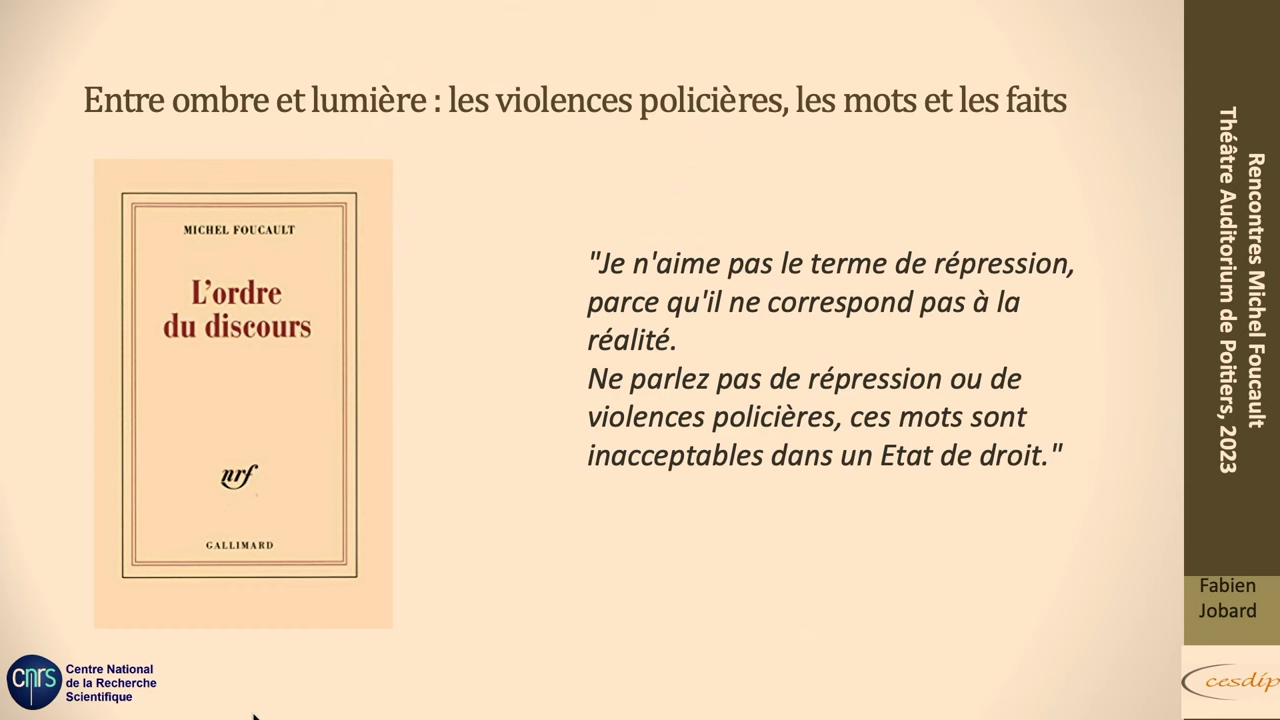 Entre ombre et lumière : les violences policières, les mots et les faits
MICHEL FOUCAULT
L'ordre
du discours
nrf
GALLIMARD
"Je n'aime pas le terme de répression,
parce qu'il ne correspond pas à la
réalité.
Ne parlez pas de répression ou de
violences policières, ces mots sont
inacceptables dans un Etat de droit."
Rencontres Michel Foucault
Théâtre Auditorium de Poitiers, 2023
Fabien
Jobard
cnrs
Centre National
de la Recherche
Scientifique
cesdip